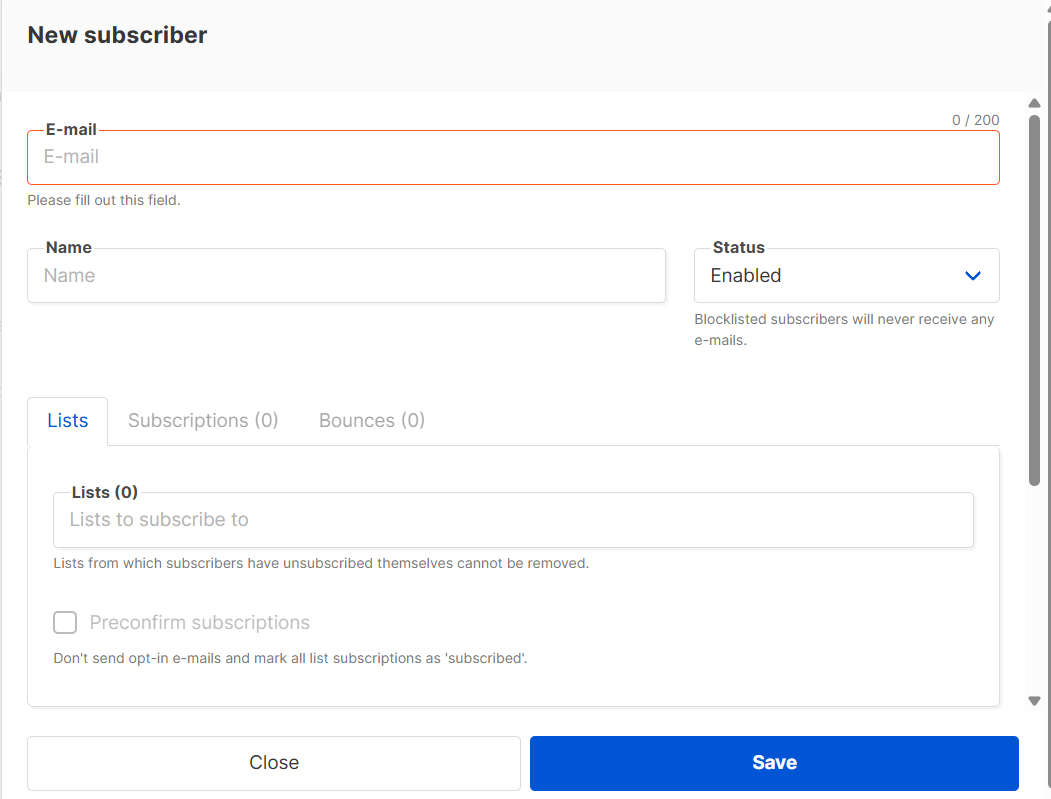 New subscriber
0 / 200
E-mail
E-mail
Please fill out this field.
Name
Name
Status
Enabled
Blocklisted subscribers will never receive any
e-mails.
Lists
Subscriptions (0)
Bounces (0)
Lists (0)
Lists to subscribe to
Lists from which subscribers have unsubscribed themselves cannot be removed.
Preconfirm subscriptions
Don't send opt-in e-mails and mark all list subscriptions as 'subscribed'.
Close
Save